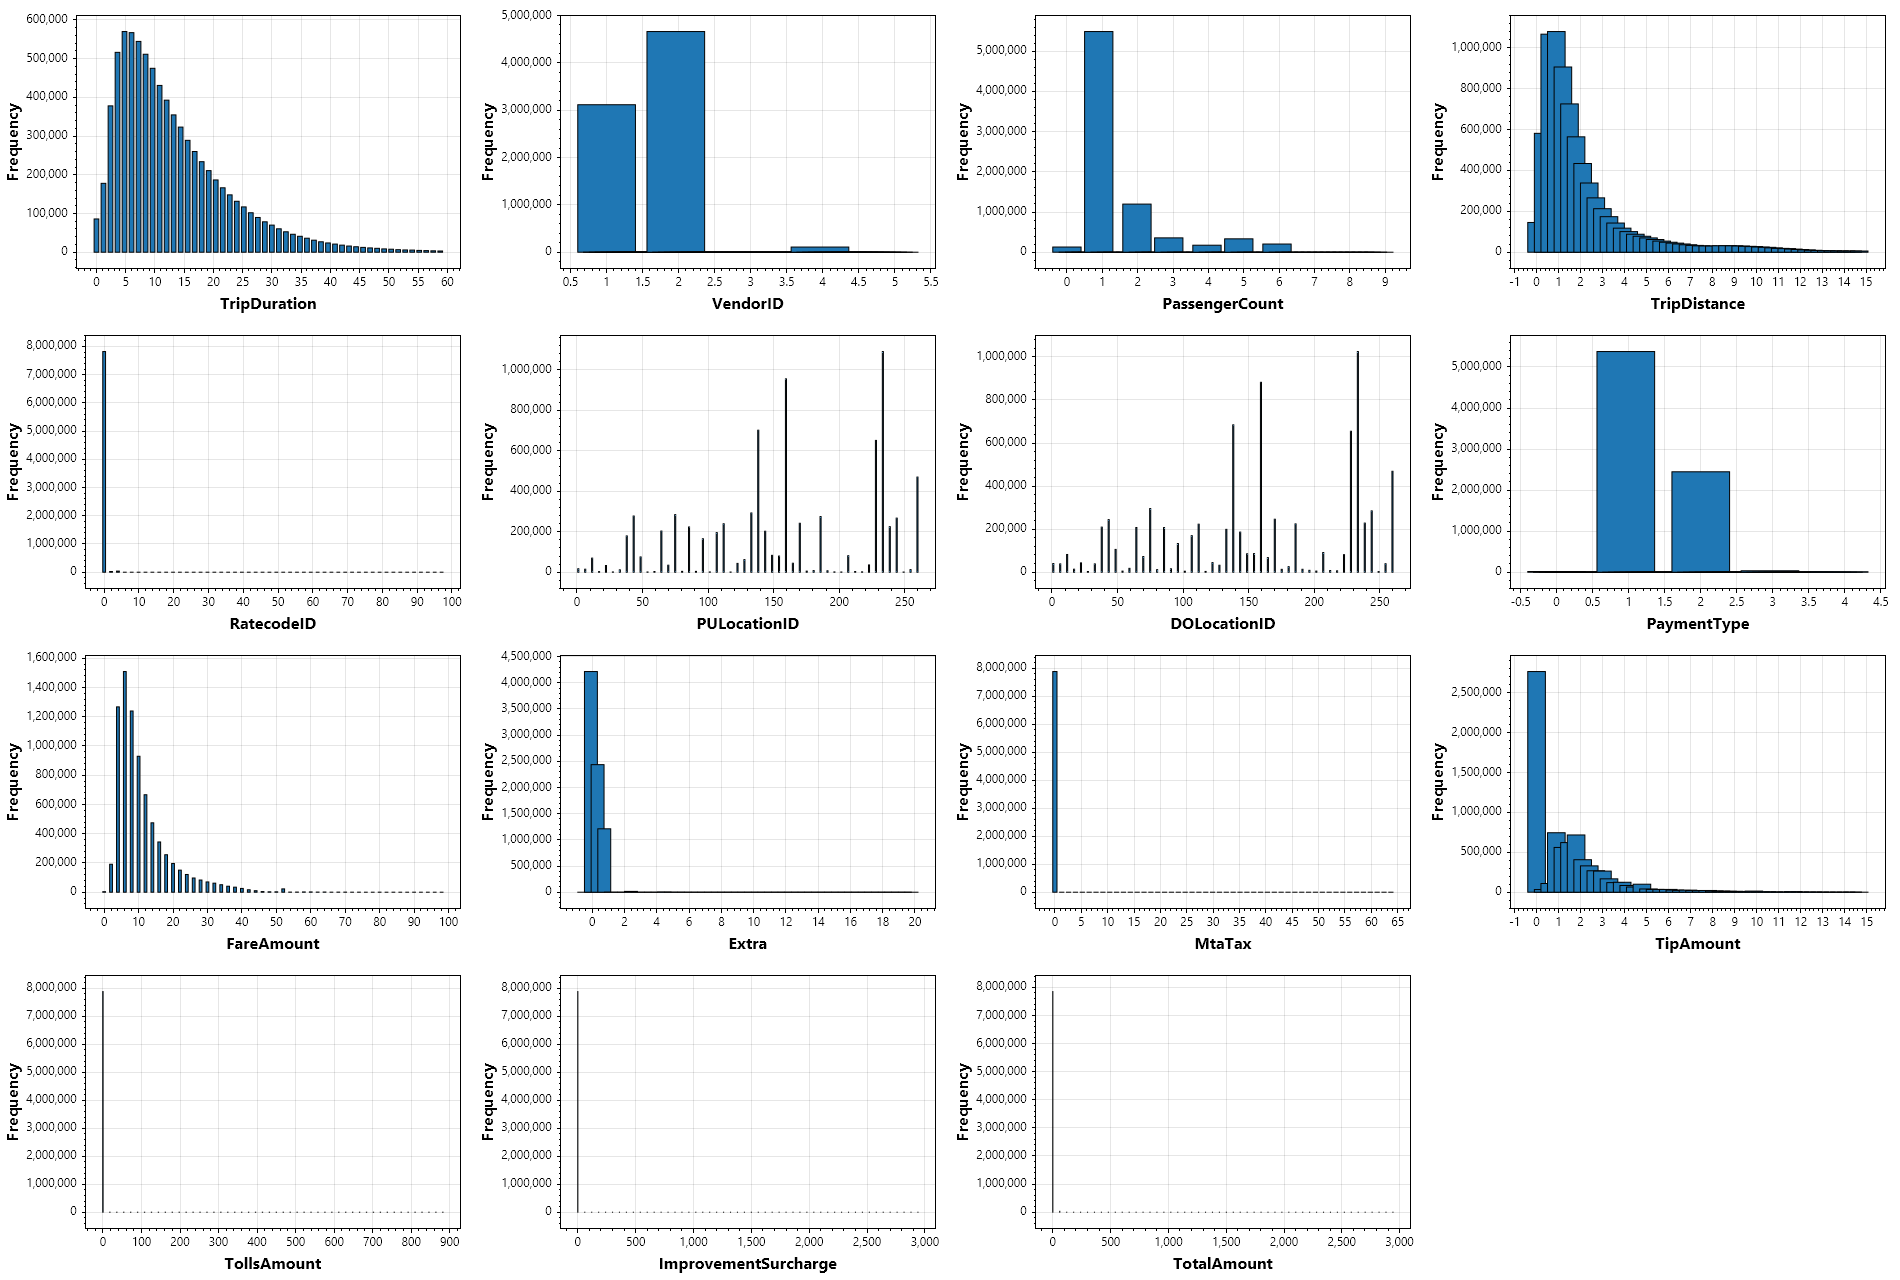 600,000
500,000
400,000
300,000
200,000
100,000
0
Frequency
0 5 10 15 20 25 30 35 40 45 50 55 60
TripDuration
5,000,000
4,000,000
3,000,000
2,000,000
1,000,000
0
Frequency
0.5 1 1.5 2 2.5 3 3.5 4 4.5 5 5.5
VendorID
5,000,000
4,000,000
3,000,000
2,000,000
1,000,000
0
Frequency
0 1 2 3 4 5 6 7 8 9
PassengerCount
1,000,000
800,000
600,000
400,000
200,000
0
Frequency
-1 0 1 2 3 4 5 6 7 8 9 10 11 12 13 14 15
TripDistance
8,000,000
7,000,000
6,000,000
5,000,000
4,000,000
3,000,000
2,000,000
1,000,000
0
Frequency
0 10 20 30 40 50 60 70 80 90 100
RatecodeID
1,000,000
800,000
600,000
400,000
200,000
0
Frequency
0 50 100 150 200 250
PULocationID
1,000,000
800,000
600,000
400,000
200,000
0
Frequency
0 50 100 150 200 250
DOLocationID
5,000,000
4,000,000
3,000,000
2,000,000
1,000,000
0
Frequency
-0.5 0 0.5 1 1.5 2 2.5 3 3.5 4 4.5
PaymentType
1,600,000
1,400,000
1,200,000
1,000,000
800,000
600,000
400,000
200,000
0
Frequency
0 10 20 30 40 50 60 70 80 90 100
FareAmount
4,500,000
4,000,000
3,500,000
3,000,000
2,500,000
2,000,000
1,500,000
1,000,000
500,000
0
Frequency
0 2 4 6 8 10 12 14 16 18 20
Extra
8,000,000
7,000,000
6,000,000
5,000,000
4,000,000
3,000,000
2,000,000
1,000,000
0
Frequency
0 5 10 15 20 25 30 35 40 45 50 55 60 65
MtaTax
2,500,000
2,000,000
1,500,000
1,000,000
500,000
0
Frequency
-1 0 1 2 3 4 5 6 7 8 9 10 11 12 13 14 15
TipAmount
8,000,000
7,000,000
6,000,000
5,000,000
4,000,000
3,000,000
2,000,000
1,000,000
0
Frequency
0 100 200 300 400 500 600 700 800 900
TollsAmount
8,000,000
7,000,000
6,000,000
5,000,000
4,000,000
3,000,000
2,000,000
1,000,000
0
Frequency
0 500 1,000 1,500 2,000 2,500 3,000
ImprovementSurcharge
8,000,000
7,000,000
6,000,000
5,000,000
4,000,000
3,000,000
2,000,000
1,000,000
0
Frequency
0 500 1,000 1,500 2,000 2,500 3,000
TotalAmount